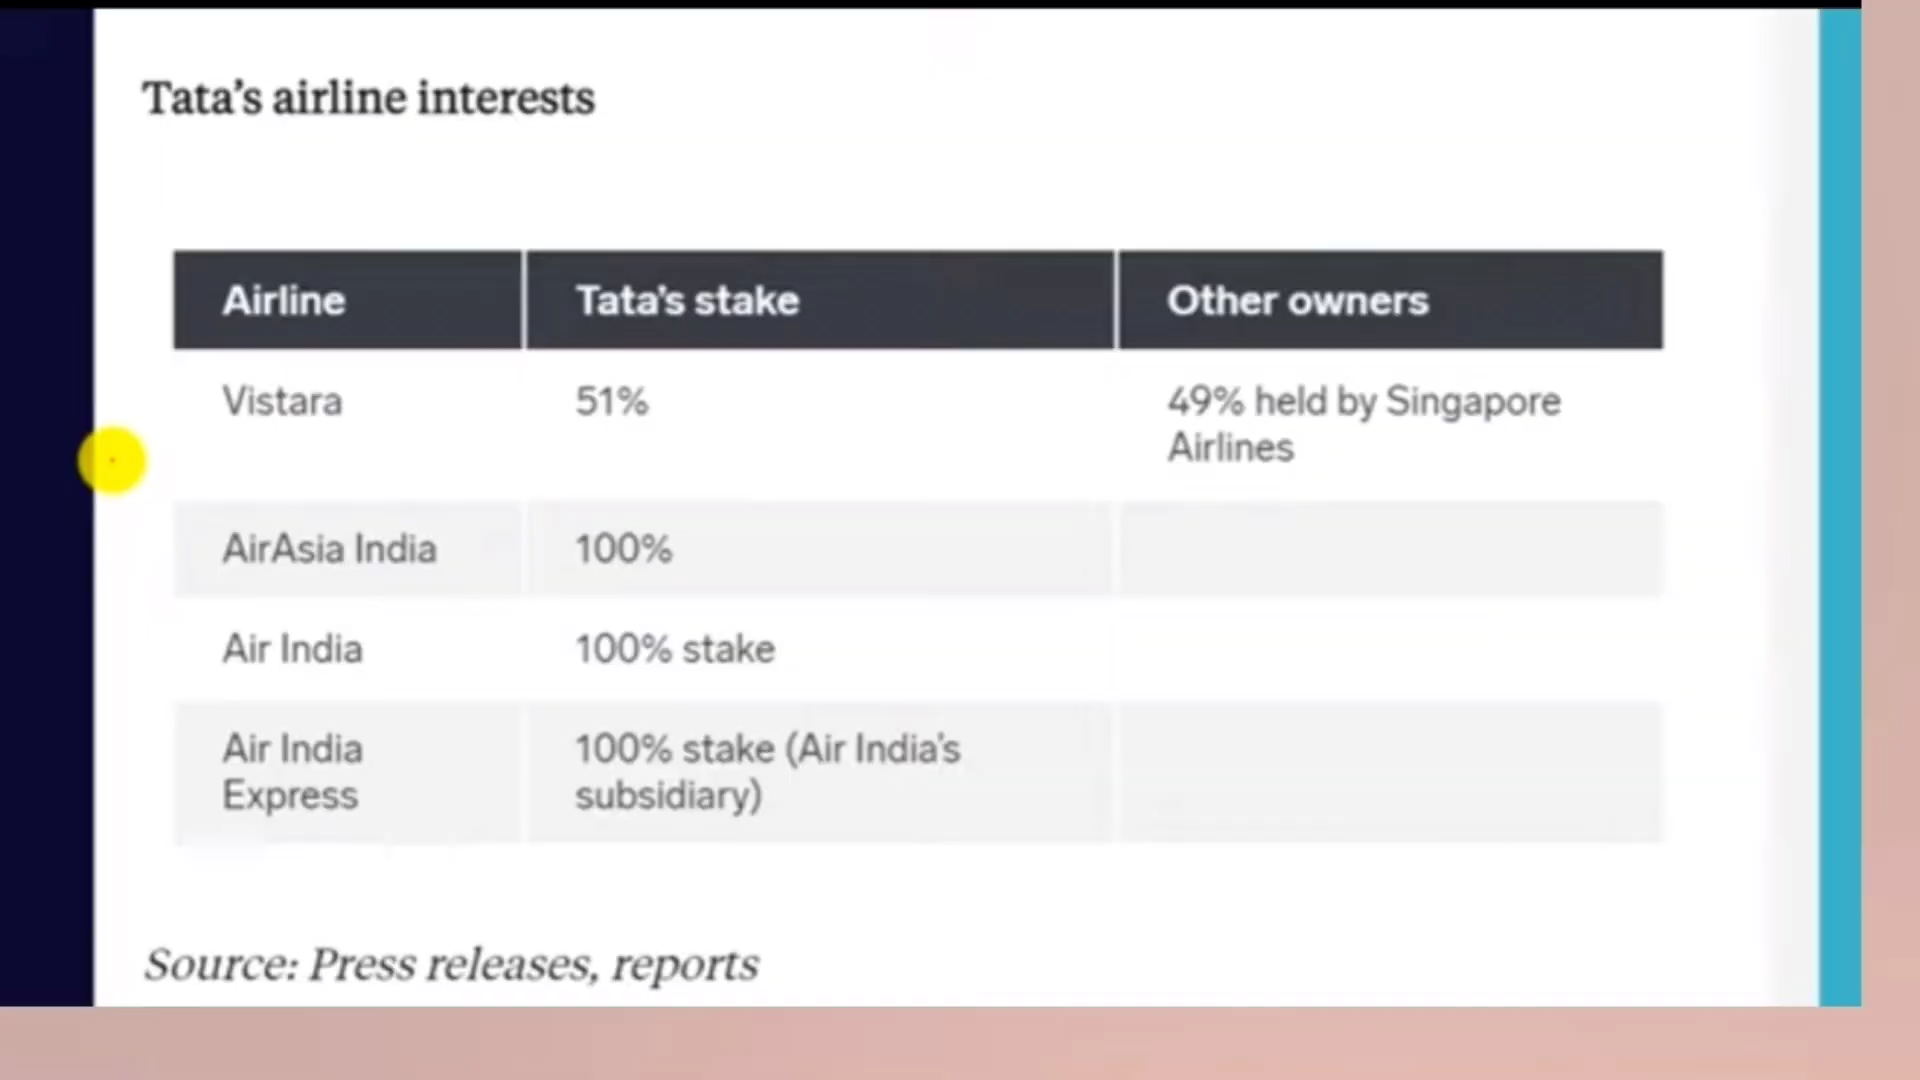 Tata's airline interests
Airline Tata's stake Other owners
Vistara 51% 49% held by Singapore
Airlines
AirAsia India 100%
Air India 100% stake
Air India 100% stake (Air India's
Express subsidiary)
Source: Press releases, reports